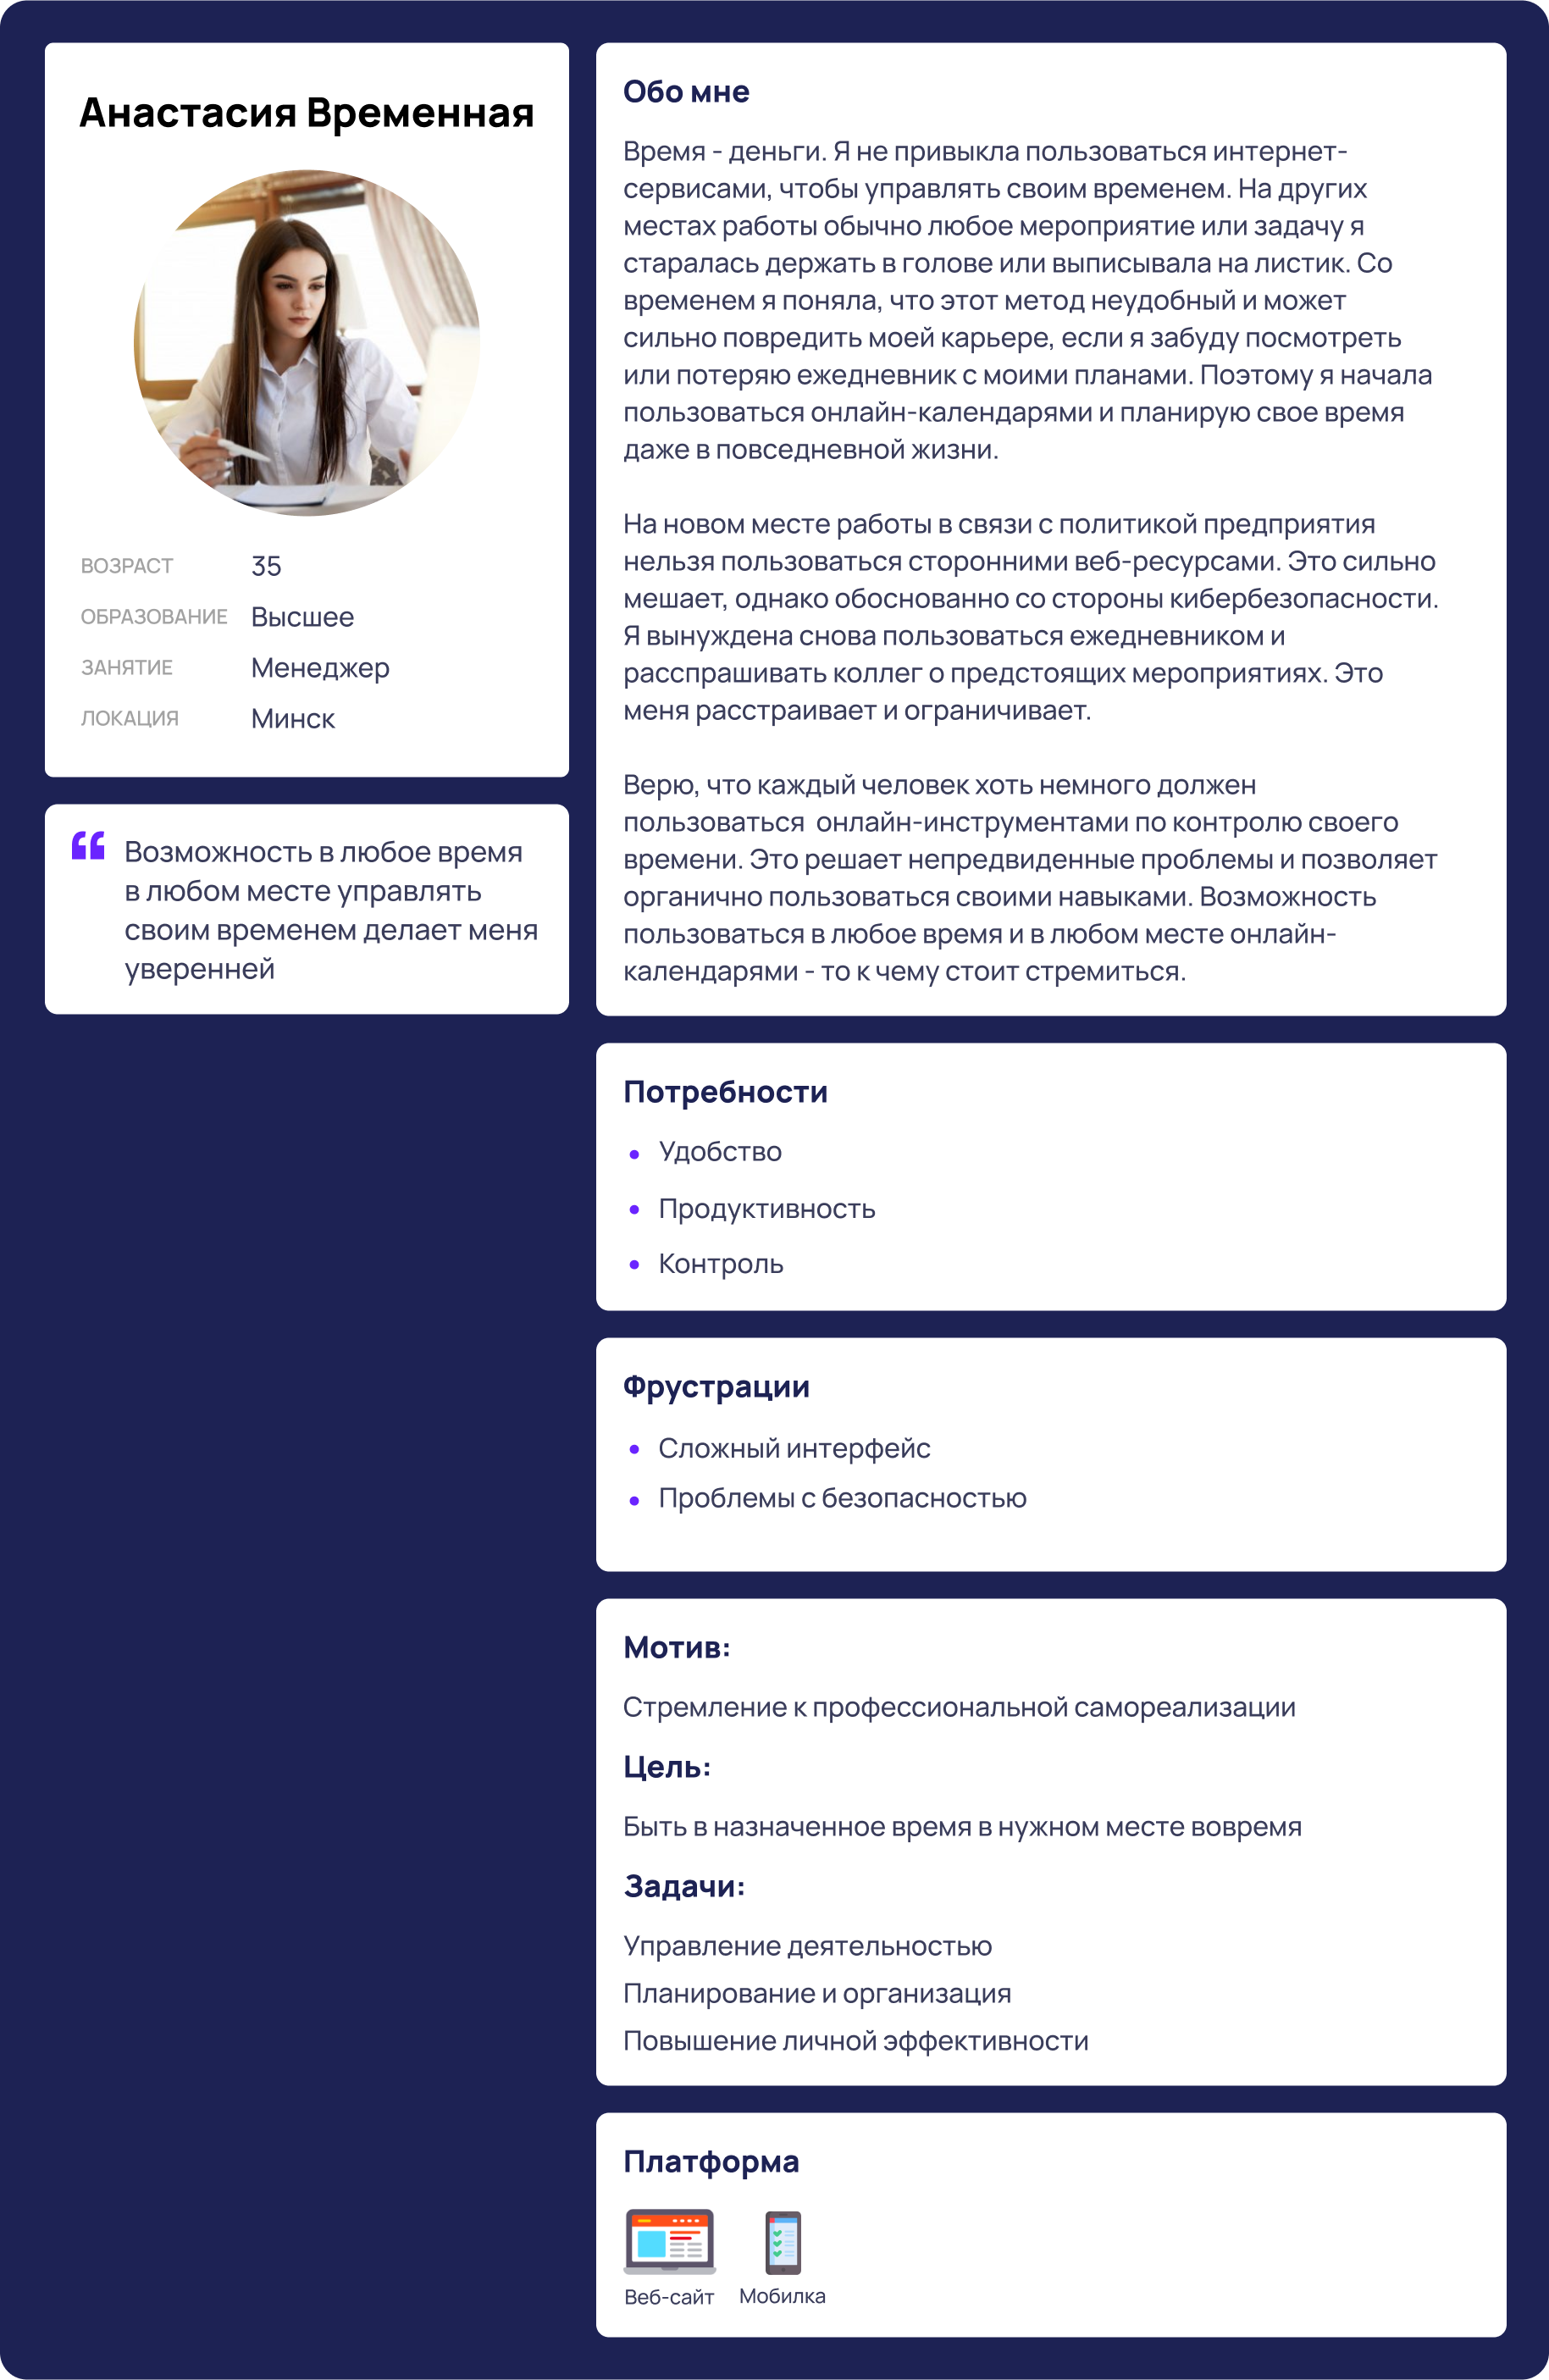 Анастасия Временная
ВОЗРАСТ 35
ОБРАЗОВАНИЕ Высшее
ЗАНЯТИЕ Менеджер
ЛОКАЦИЯ Минск
Возможность в любое время
в любом месте управлять
своим временем делает меня
уверенней
Обо мне
Время - деньги. Я не привыкла пользоваться интернет-
сервисами, чтобы управлять своим временем. На других
местах работы обычно любое мероприятие или задачу я
старалась держать в голове или выписывала на листик. Со
временем я поняла, что этот метод неудобный и может
сильно повредить моей карьере, если я забуду посмотреть
или потеряю ежедневник с моими планами. Поэтому я начала
пользоваться онлайн-календарями и планирую свое время
даже в повседневной жизни.
На новом месте работы в связи с политикой предприятия
нельзя пользоваться сторонними веб-ресурсами. Это сильно
мешает, однако обоснованно со стороны кибербезопасности.
Я вынуждена снова пользоваться ежедневником и
расспрашивать коллег о предстоящих мероприятиях. Это
меня расстраивает и ограничивает.
Верю, что каждый человек хоть немного должен
пользоваться  онлайн-инструментами по контролю своего
времени. Это решает непредвиденные проблемы и позволяет
органично пользоваться своими навыками. Возможность
пользоваться в любое время и в любом месте онлайн-
календарями - то к чему стоит стремиться.
Потребности
Удобство
Продуктивность
Контроль
Фрустрации
Сложный интерфейс
Проблемы с безопасностью
Мотив:
Стремление к профессиональной самореализации
Цель:
Быть в назначенное время в нужном месте вовремя
Задачи:
Управление деятельностью
Планирование и организация
Повышение личной эффективности
Платформа
Веб-сайт Мобилка